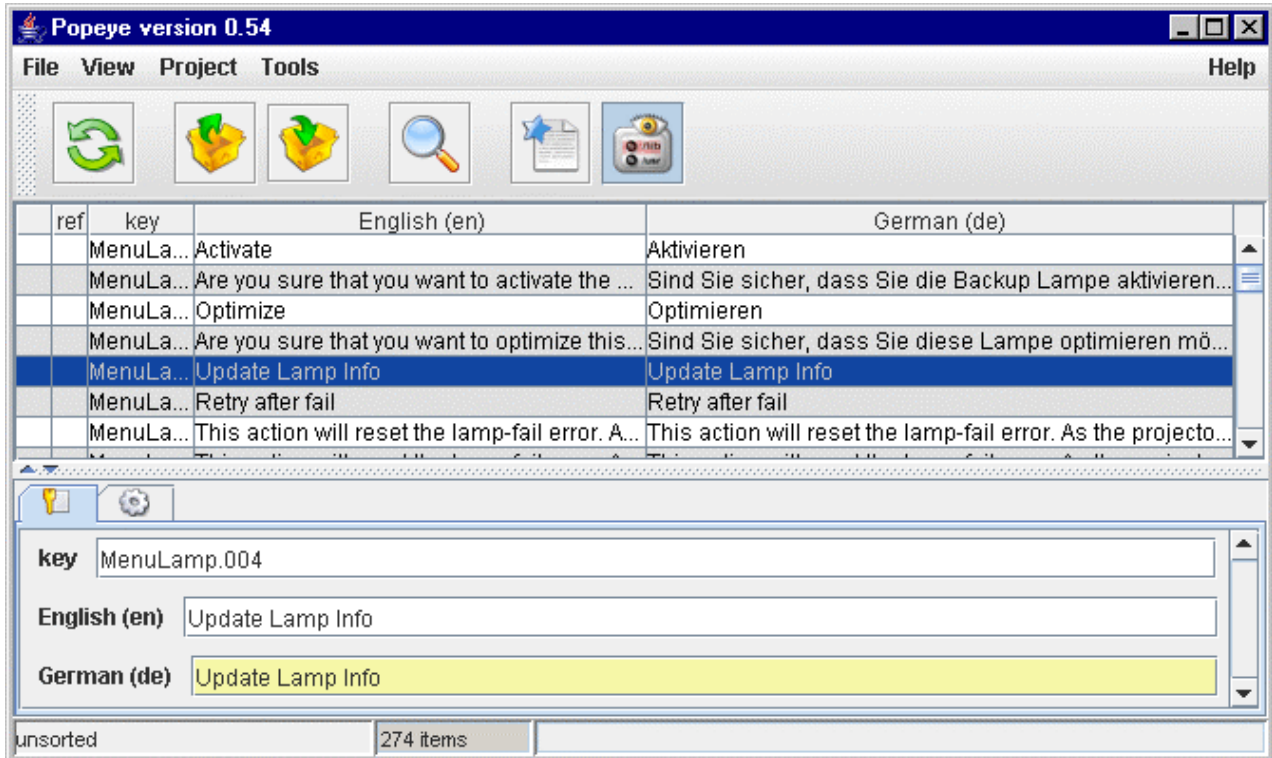 Popeye version 0.54
File View Project Tools Help
ref key English (en) German (de)
MenuLa... Activate Aktivieren
MenuLa... Are you sure that you want to activate the ... Sind Sie sicher, dass Sie die Backup Lampe aktivieren...
MenuLa... Optimize Optimieren
MenuLa... Are you sure that you want to optimize this... Sind Sie sicher, dass Sie diese Lampe optimieren mö...
MenuLa... Update Lamp Info Update Lamp Info
MenuLa... Retry after fail Retry after fail
MenuLa... This action will reset the lamp-fail error. A... This action will reset the lamp-fail error. As the projecto...
key MenuLamp.004
English (en) Update Lamp Info
German (de) Update Lamp Info
unsorted 274 items